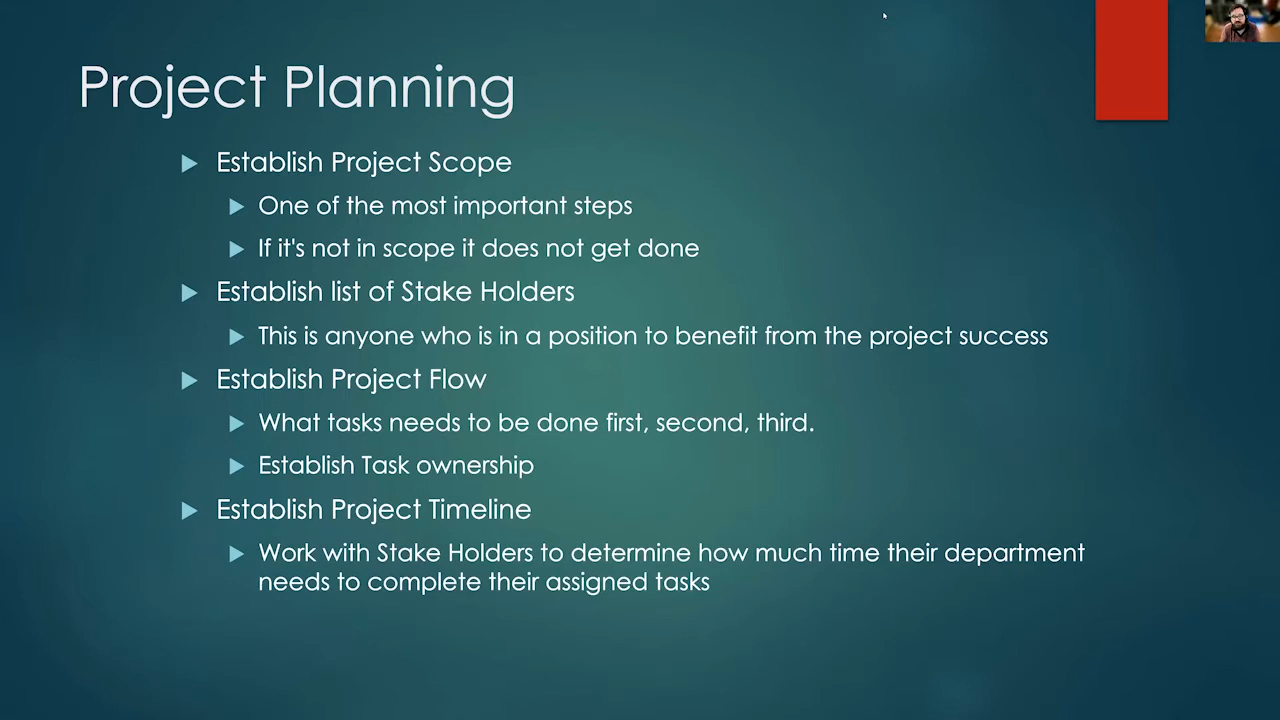 Project Planning
Establish Project Scope
One of the most important steps
If it's not in scope it does not get done
Establish list of Stake Holders
This is anyone who is in a position to benefit from the project success
Establish Project Flow
What tasks needs to be done first, second, third.
Establish Task ownership
Establish Project Timeline
Work with Stake Holders to determine how much time their department
needs to complete their assigned tasks